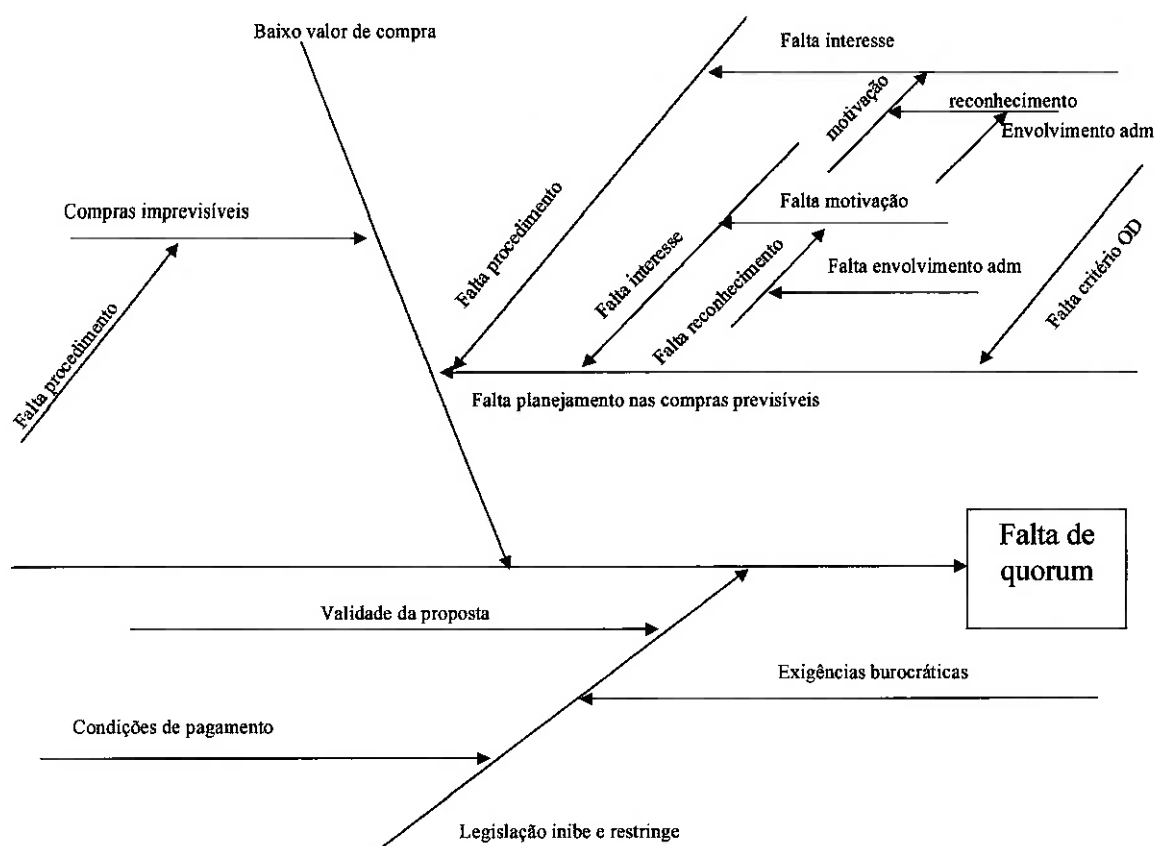 Baixo valor de compra
Falta interesse
motivação
reconhecimento
Envolvimento adm
Compras imprevisíveis
Falta procedimento
Falta procedimento
Falta interesse
Falta motivação
Falta reconhecimento
Falta envolvimento adm
Falta critério OD
Falta planejamento nas compras previsíveis
Falta de
quorum
Validade da proposta
Exigências burocráticas
Condições de pagamento
Legislação inibe e restringe